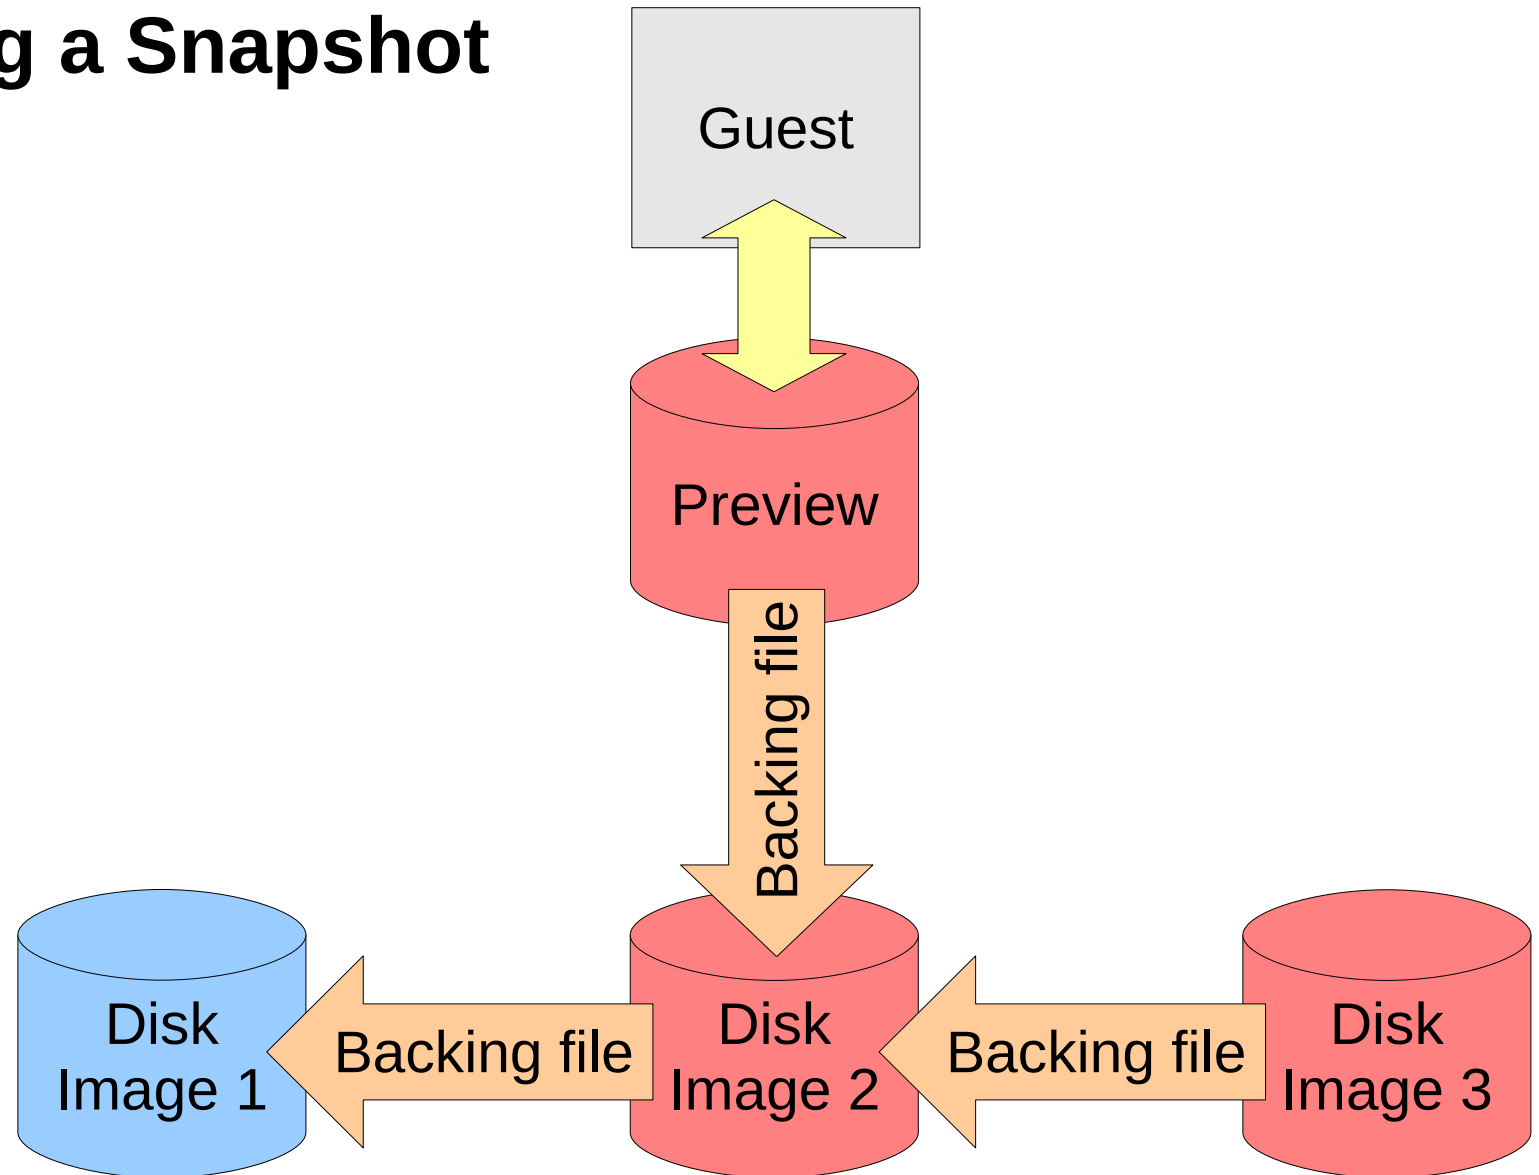 g a Snapshot
Guest
Preview
Backing file
Disk
Image 1
Backing file
Disk
Image 2
Backing file
Disk
Image 3